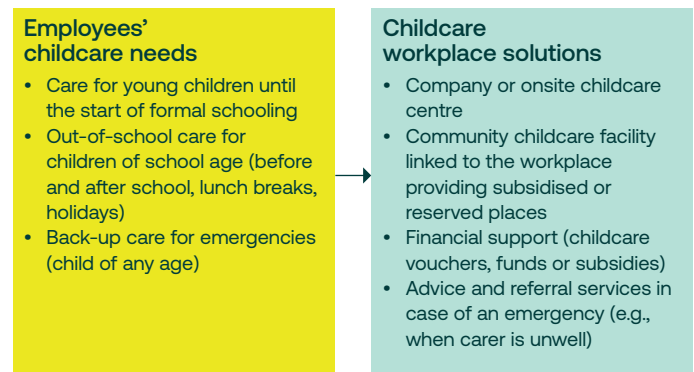 Employees’
childcare needs
• Care for young children until
the start of formal schooling
• Out-of-school care for
children of school age (before
and after school, lunch breaks,
holidays)
• Back-up care for emergencies
(child of any age)
Childcare
workplace solutions
• Company or onsite childcare
centre
• Community childcare facility
linked to the workplace
providing subsidised or
reserved places
• Financial support (childcare
vouchers, funds or subsidies)
• Advice and referral services in
case of an emergency (e.g.,
when carer is unwell)